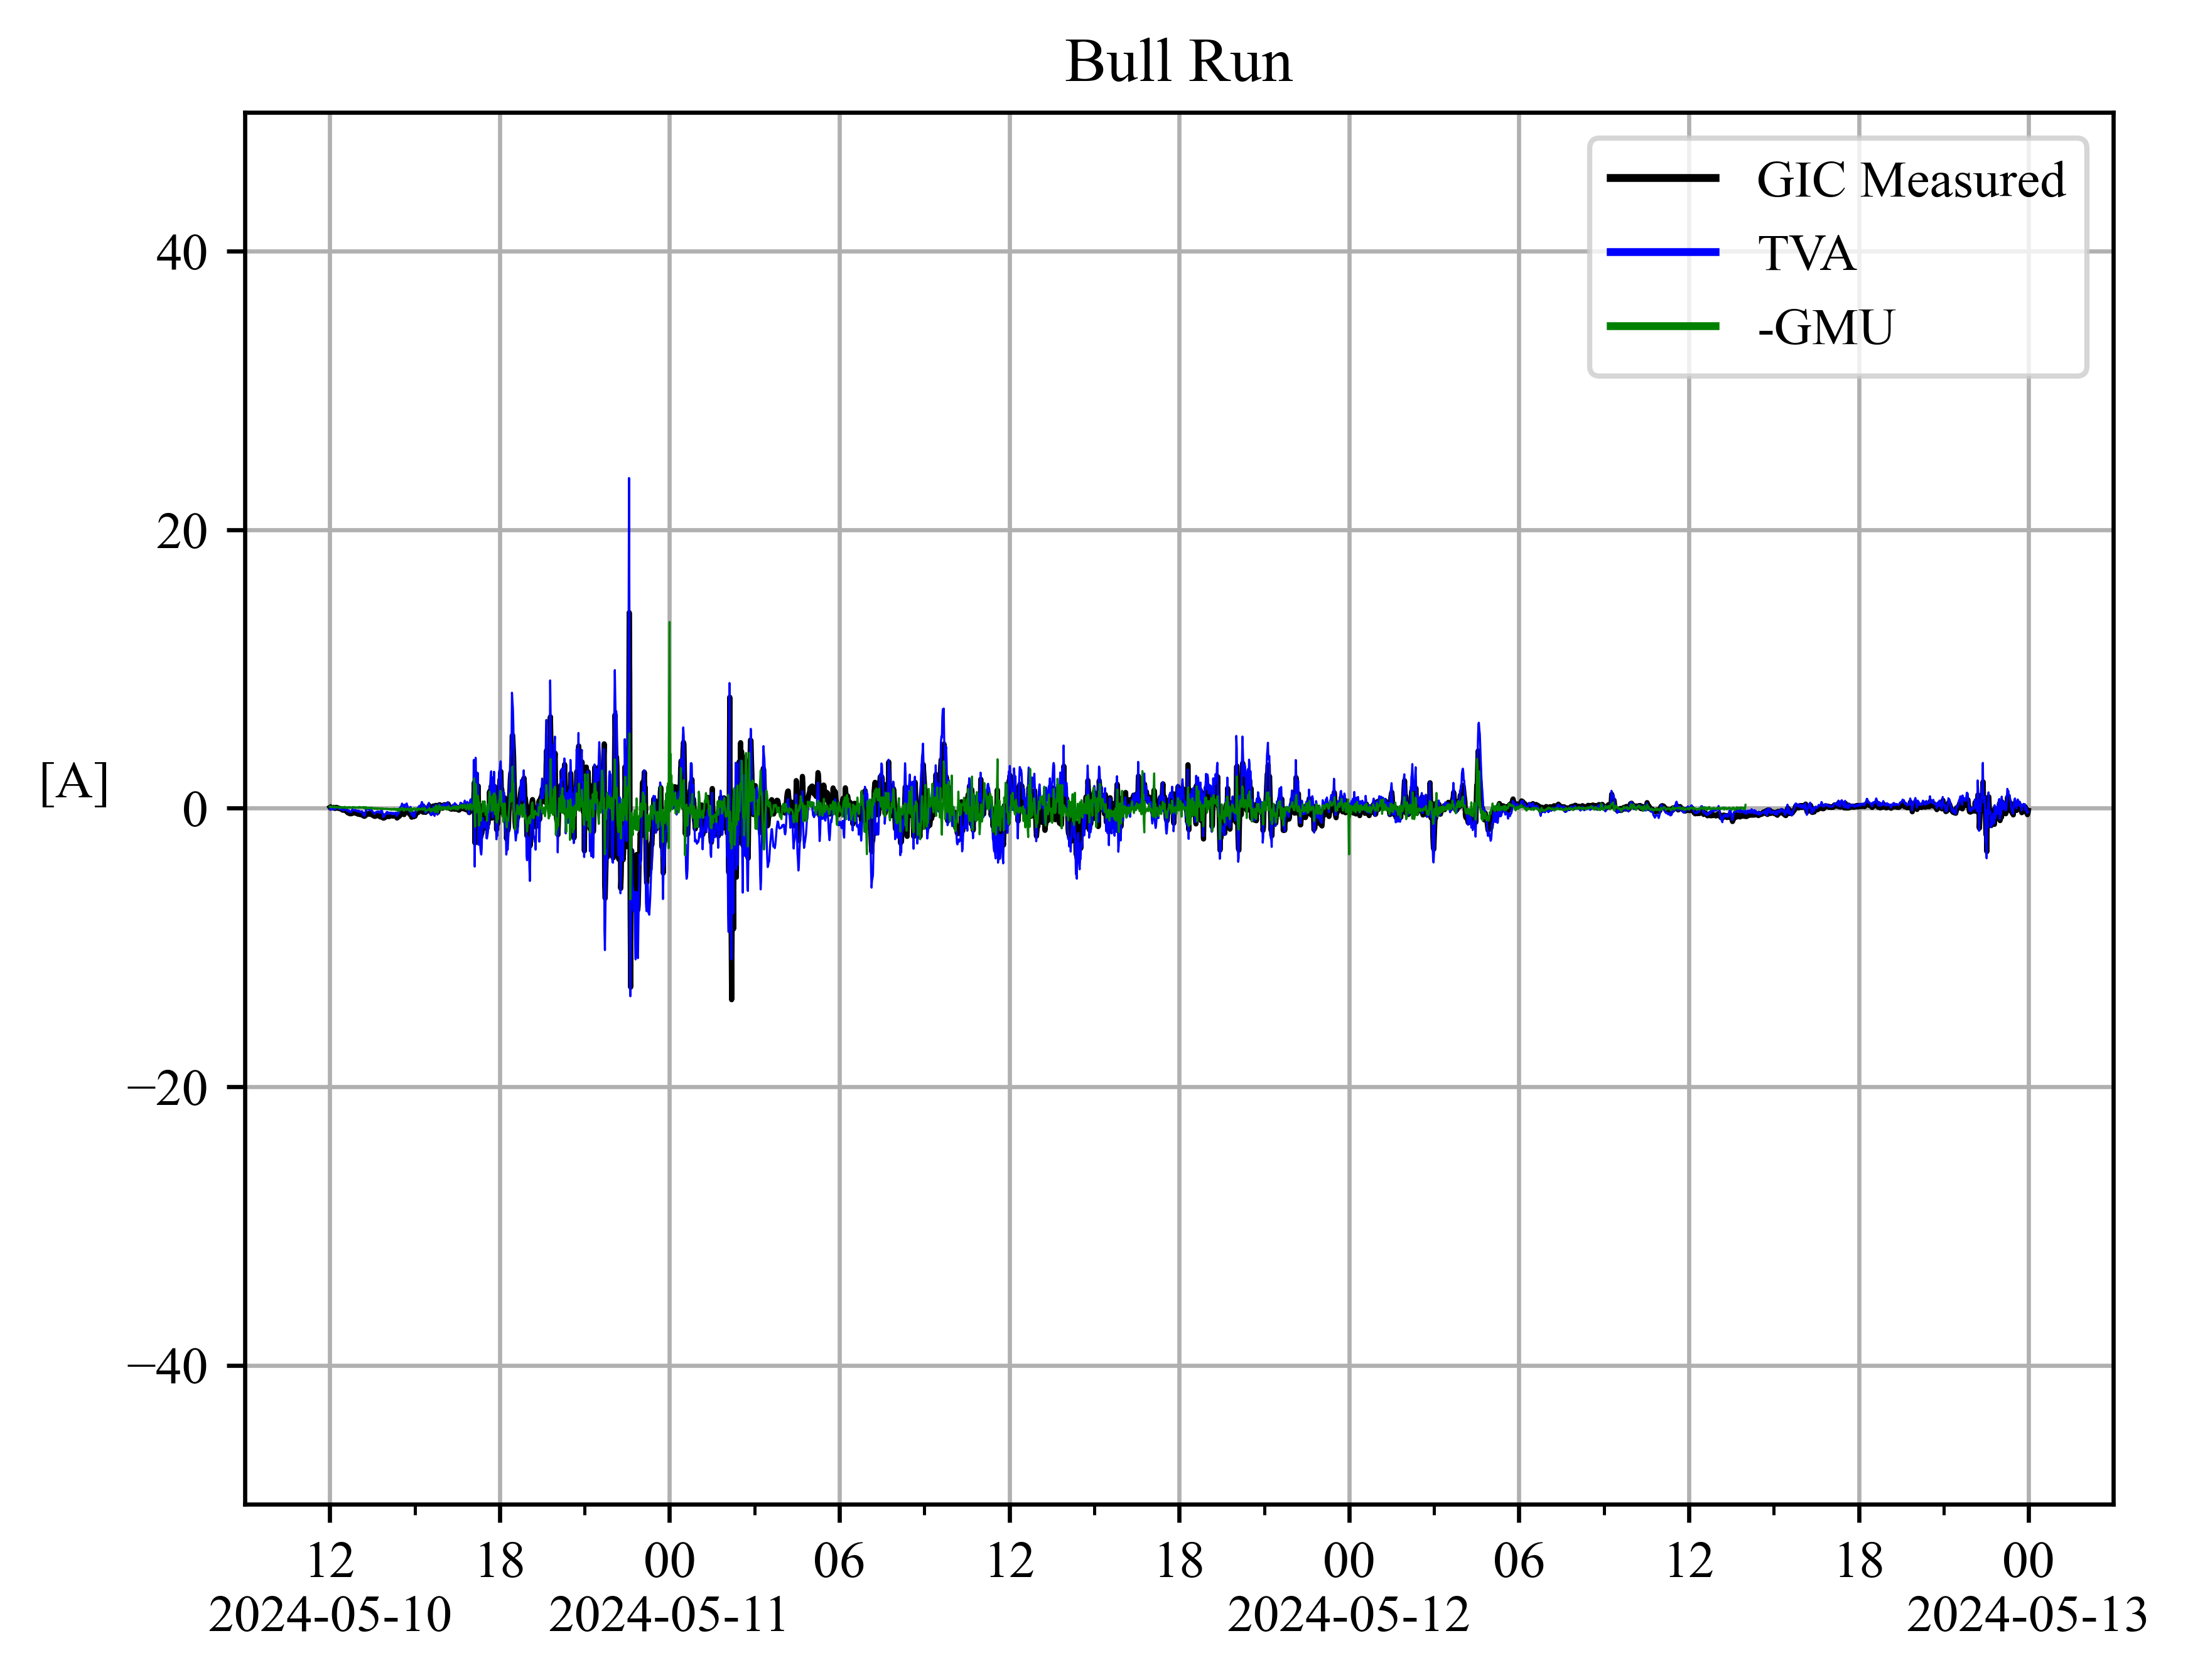 Bull Run
GIC Measured
TVA
-GMU
40
20
[A]
0
−20
−40
12 18 00 06 12 18 00 06 12 18 00
2024-05-10 2024-05-11 2024-05-12 2024-05-13